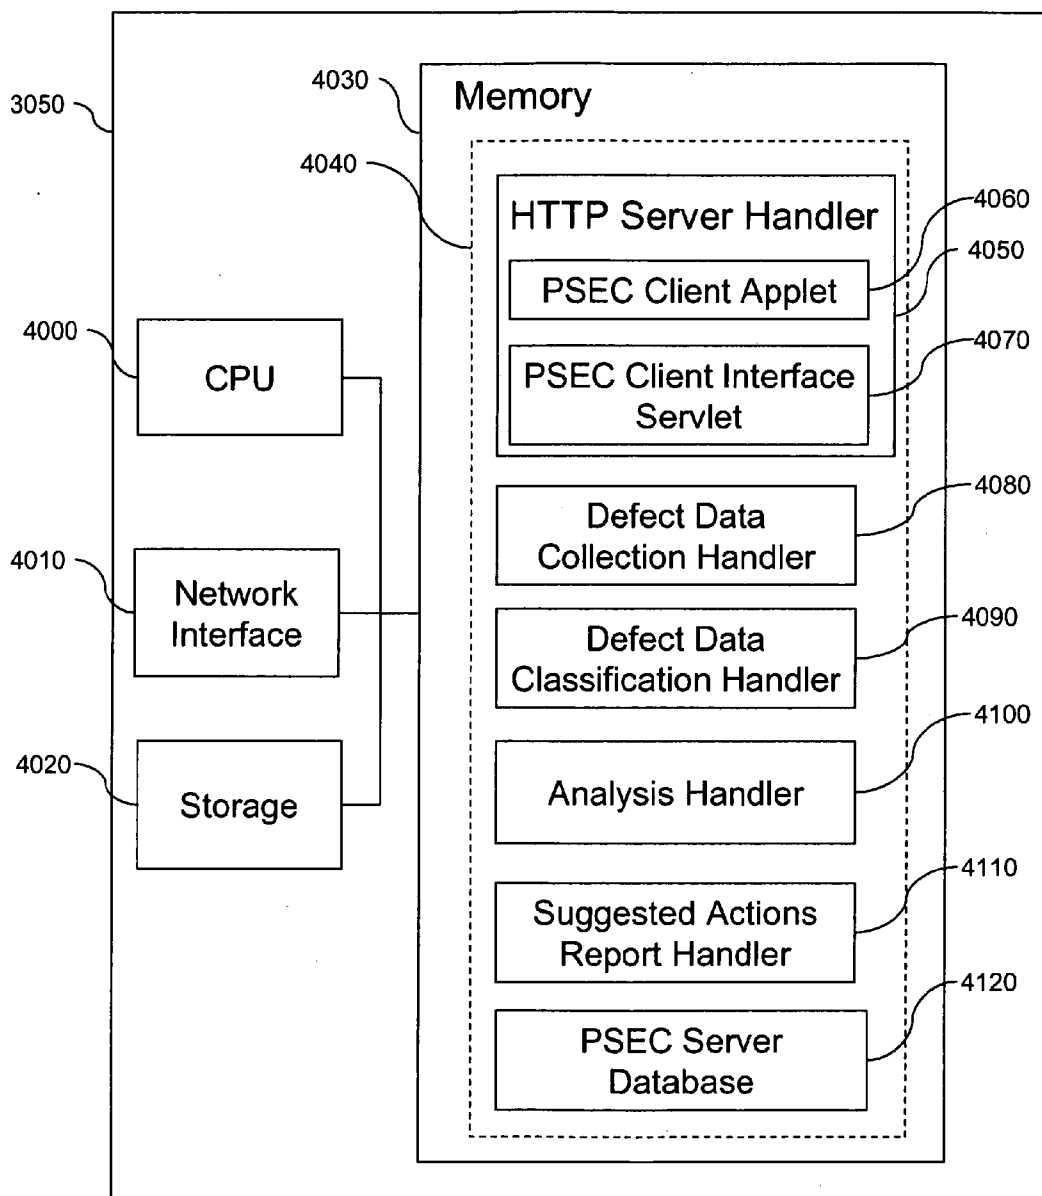 3050
4030
Memory
4040
HTTP Server Handler
4060
4050
PSEC Client Applet
4000
CPU
PSEC Client Interface
Servlet
4070
4080
Defect Data
Collection Handler
4010
Network
Interface
4090
Defect Data
Classification Handler
4100
4020
Storage
Analysis Handler
4110
Suggested Actions
Report Handler
4120
PSEC Server
Database